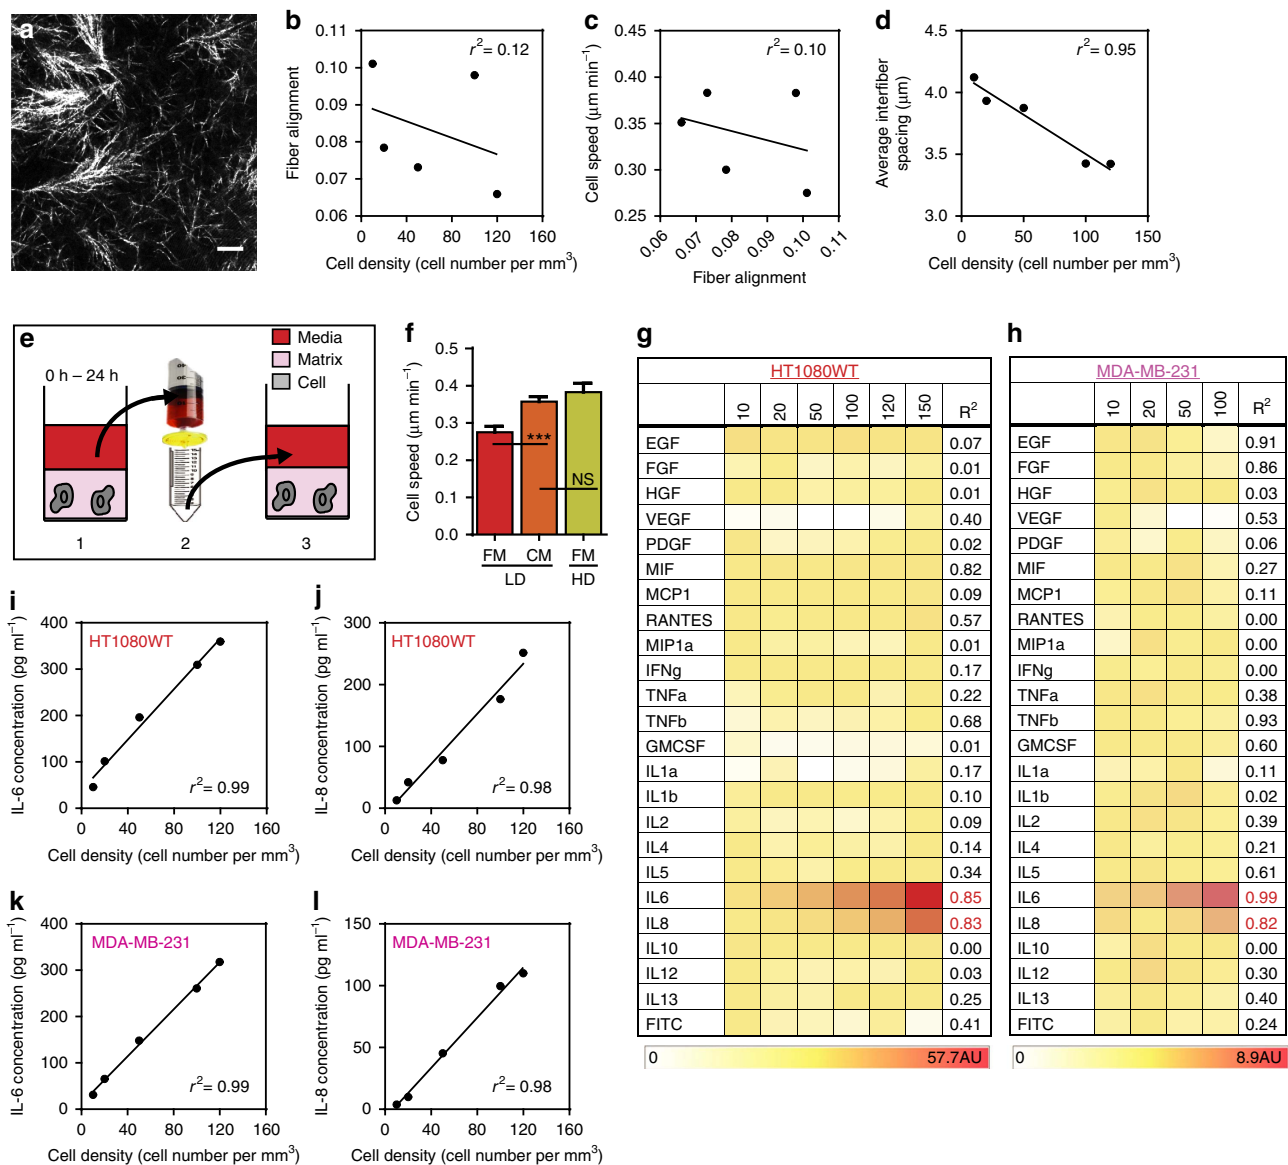 a
b
0.11
0.10
0.09
0.08
0.07
0.06
Fiber alignment
r² = 0.12
0 40 80 120 160
Cell density (cell number per mm³)
c
0.45
0.40
0.35
0.30
0.25
Cell speed (µm min⁻¹)
r² = 0.10
0.06 0.07 0.08 0.09 0.10 0.11
Fiber alignment
d
4.5
4.0
3.5
3.0
Average interfiber
spacing (µm)
r² = 0.95
0 50 100 150
Cell density (cell number per mm³)
e
Media
Matrix
Cell
0 h – 24 h
1 2 3
f
0.5
0.4
0.3
0.2
0.1
0.0
Cell speed (µm min⁻¹)
***
NS
FM CM FM
LD HD
g
HT1080WT
10 20 50 100 120 150 R²
EGF 0.07
FGF 0.01
HGF 0.01
VEGF 0.40
PDGF 0.02
MIF 0.82
MCP1 0.09
RANTES 0.57
MIP1a 0.01
IFNg 0.17
TNFa 0.22
TNFb 0.68
GMCSF 0.01
IL1a 0.17
IL1b 0.10
IL2 0.09
IL4 0.14
IL5 0.34
IL6 0.85
IL8 0.83
IL10 0.00
IL12 0.03
IL13 0.25
FITC 0.41
0 57.7AU
h
MDA-MB-231
10 20 50 100 R²
EGF 0.91
FGF 0.86
HGF 0.03
VEGF 0.53
PDGF 0.06
MIF 0.27
MCP1 0.11
RANTES 0.00
MIP1a 0.00
IFNg 0.00
TNFa 0.38
TNFb 0.93
GMCSF 0.60
IL1a 0.11
IL1b 0.02
IL2 0.39
IL4 0.21
IL5 0.61
IL6 0.99
IL8 0.82
IL10 0.00
IL12 0.30
IL13 0.40
FITC 0.24
0 8.9AU
i
400
300
200
100
0
IL-6 concentration (pg ml⁻¹)
HT1080WT
r² = 0.99
0 40 80 120 160
Cell density (cell number per mm³)
j
300
200
100
0
IL-8 concentration (pg ml⁻¹)
HT1080WT
r² = 0.98
0 40 80 120 160
Cell density (cell number per mm³)
k
400
300
200
100
0
IL-6 concentration (pg ml⁻¹)
MDA-MB-231
r² = 0.99
0 40 80 120 160
Cell density (cell number per mm³)
l
150
100
50
0
IL-8 concentration (pg ml⁻¹)
MDA-MB-231
r² = 0.98
0 40 80 120 160
Cell density (cell number per mm³)